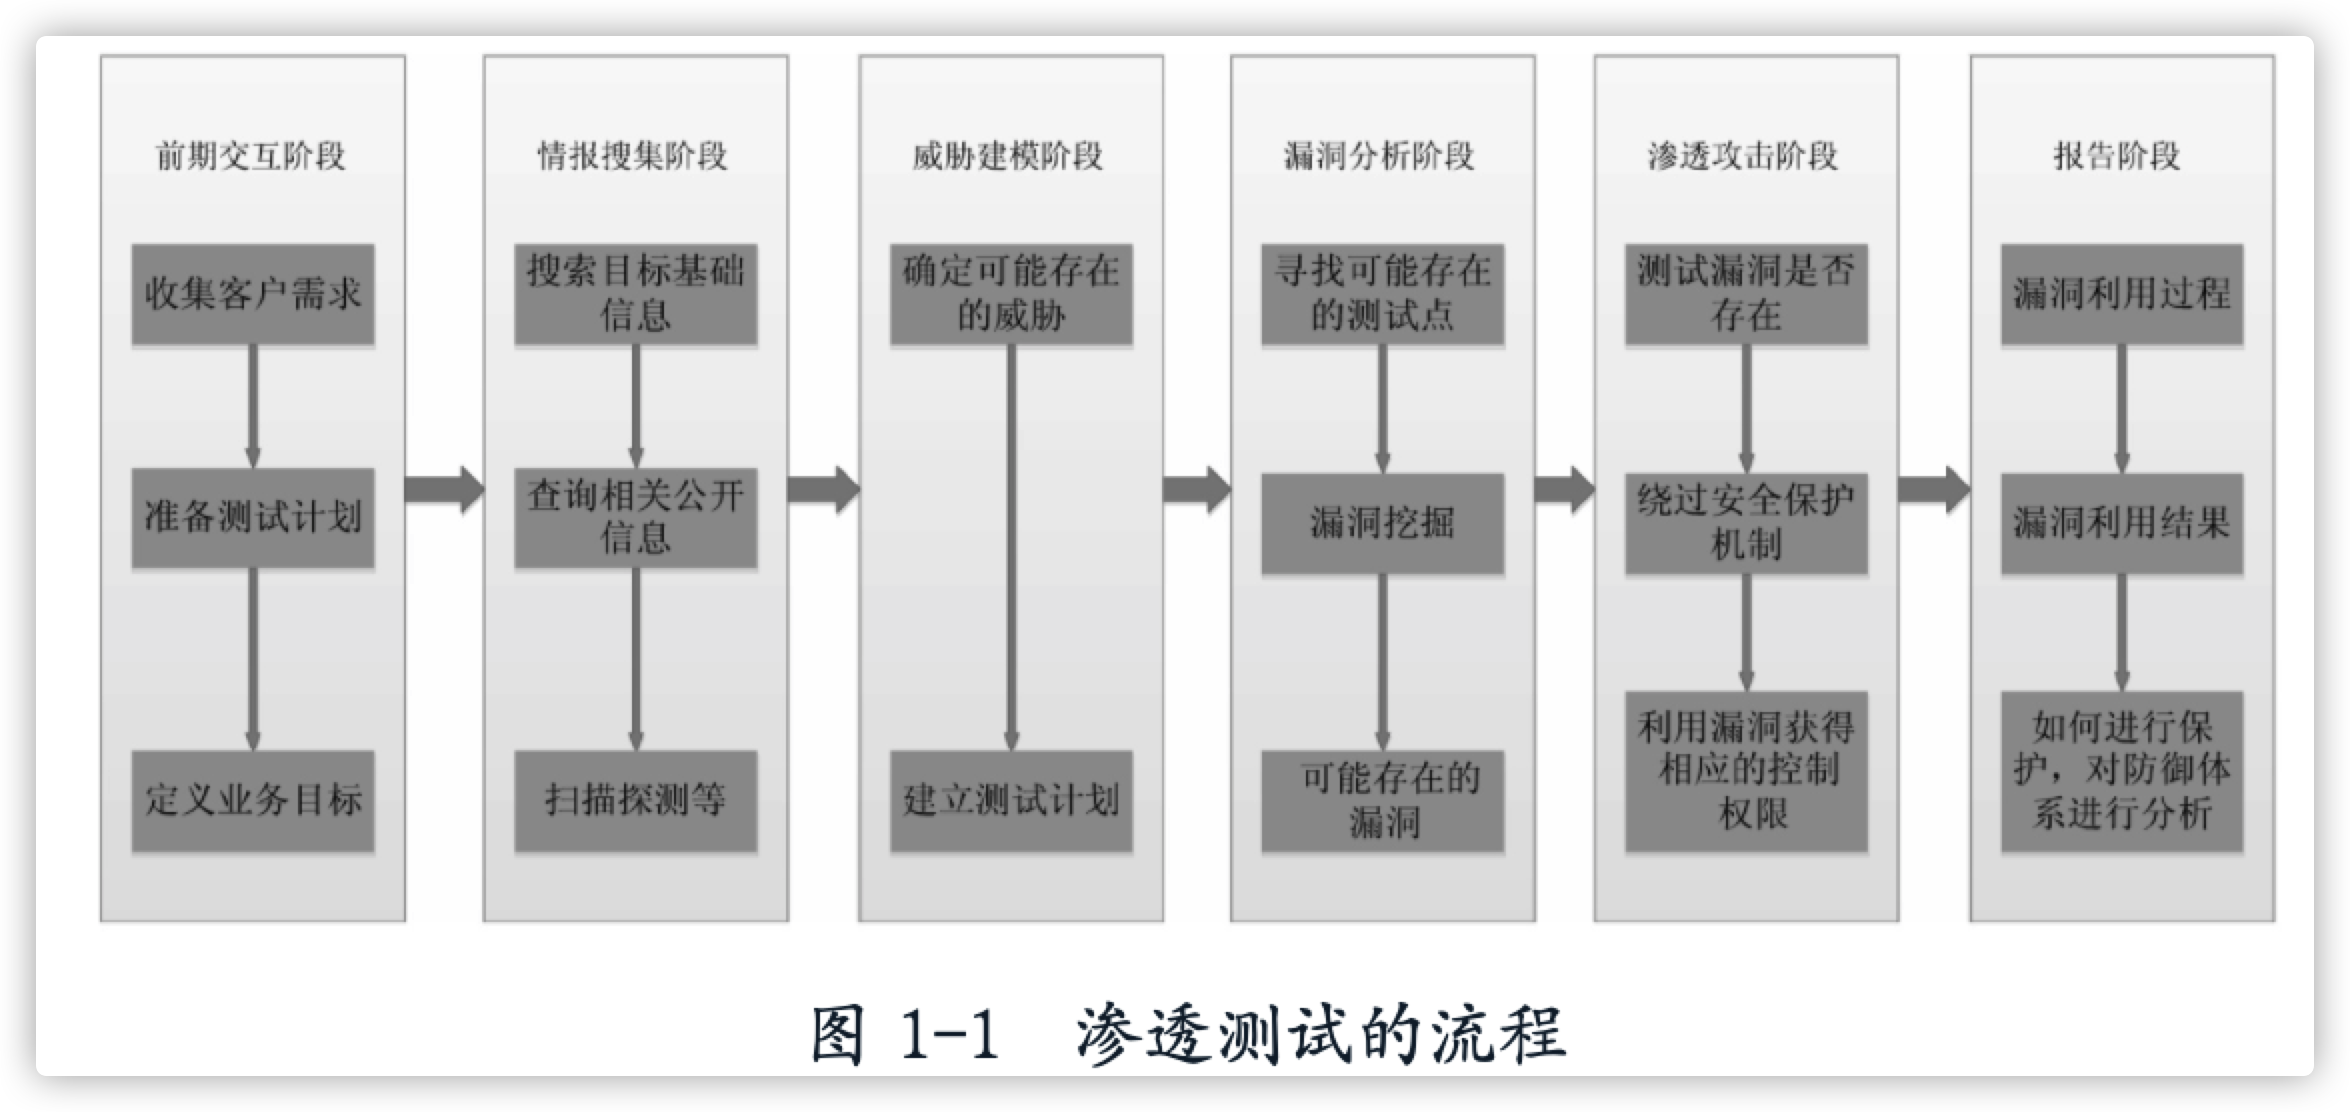 前期交互阶段
收集客户需求
准备测试计划
定义业务目标
情报搜集阶段
搜索目标基础
信息
查询相关公开
信息
扫描探测等
威胁建模阶段
确定可能存在
的威胁
建立测试计划
漏洞分析阶段
寻找可能存在
的测试点
漏洞挖掘
可能存在的
漏洞
渗透攻击阶段
测试漏洞是否
存在
绕过安全保护
机制
利用漏洞获得
相应的控制
权限
报告阶段
漏洞利用过程
漏洞利用结果
如何进行保
护，对防御体
系进行分析
图 1-1 渗透测试的流程